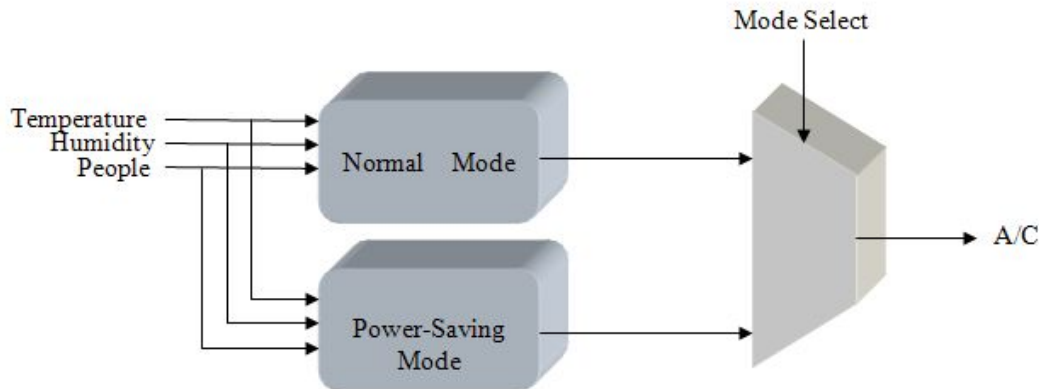 Mode Select
Temperature
Humidity
People
Normal Mode
Power-Saving
Mode
A/C